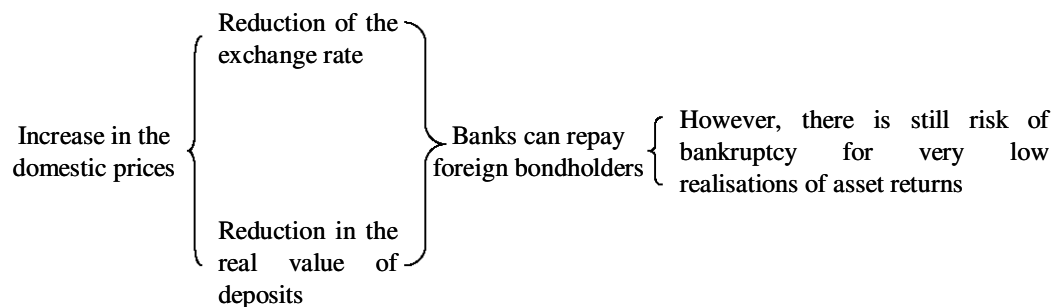 Reduction of the
exchange rate
Increase in the
domestic prices
Reduction in the
real value of
deposits
Banks can repay
foreign bondholders
However, there is still risk of
bankruptcy for very low
realisations of asset returns